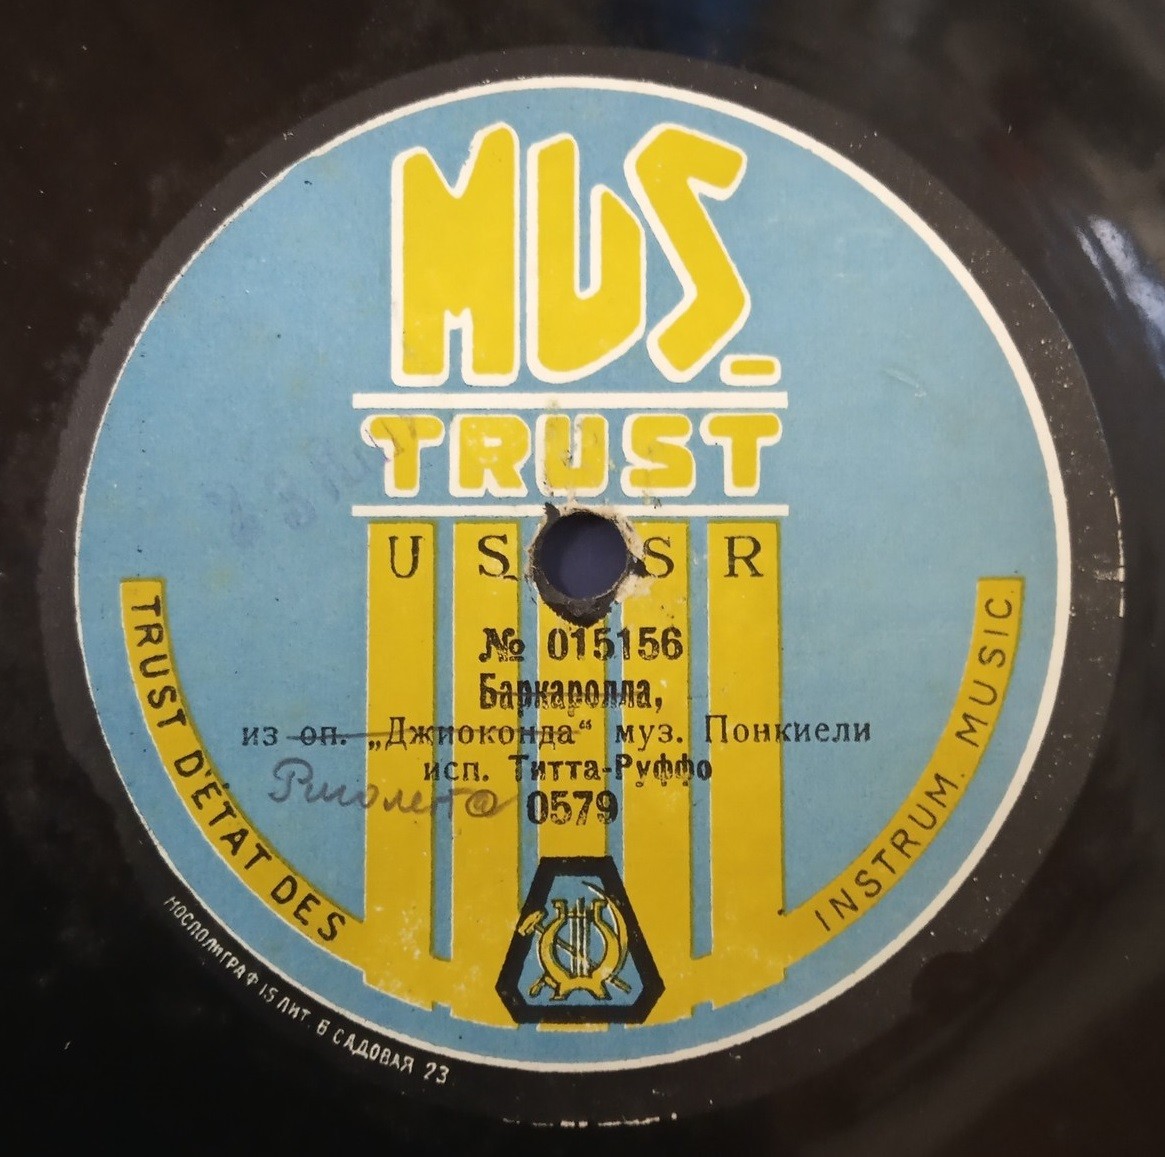 MUS.
TRUST
U S S R
№ 015156
Баркаролла,
из оп. „Джиоконда“ муз. Понкиели
исп. Титта-Руффо
0579
TRUST D'ÉTAT DES
INSTRUM. MUSIC.
МОСПОЛИГРАФ 15 ЛИТ. Б САДОВАЯ 23